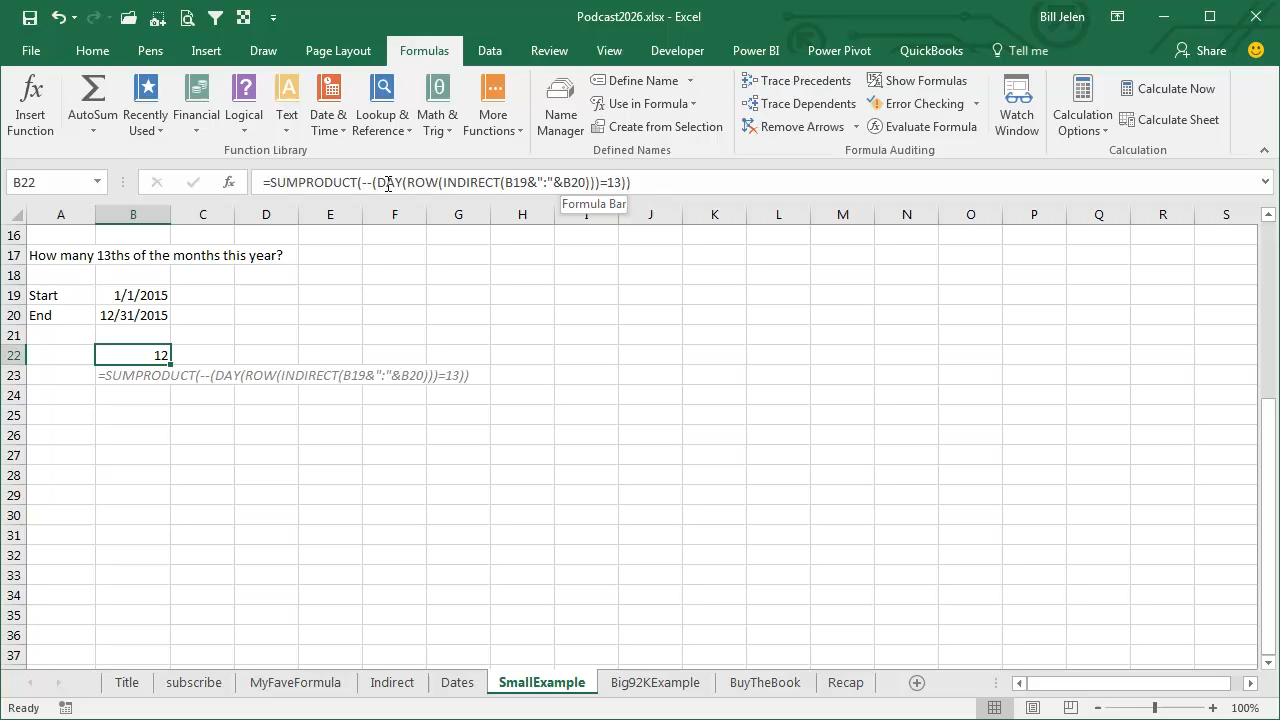 Podcast2026.xlsx - Excel
Bill Jelen
File Home Pens Insert Draw Page Layout Formulas Data Review View Developer Power BI Power Pivot QuickBooks Tell me Share
fx Σ ? A θ
Insert Function
AutoSum
Recently Used
Financial
Logical
Text
Date & Time
Lookup & Reference
Math & Trig
More Functions
Function Library
Name Manager
Define Name
Use in Formula
Create from Selection
Defined Names
Trace Precedents
Trace Dependents
Remove Arrows
Show Formulas
Error Checking
Evaluate Formula
Formula Auditing
Watch Window
Calculation Options
Calculate Now
Calculate Sheet
Calculation
B22 fx =SUMPRODUCT(--(DAY(ROW(INDIRECT(B19&":"&B20)))=13))
Formula Bar
A B C D E F G H I J K L M N O P Q R S
16
17 How many 13ths of the months this year?
18
19 Start 1/1/2015
20 End 12/31/2015
21
22 12
23 =SUMPRODUCT(--(DAY(ROW(INDIRECT(B19&":"&B20)))=13))
24
25
26
27
28
29
30
31
32
33
34
35
36
37
Title subscribe MyFaveFormula Indirect Dates SmallExample Big92KExample BuyTheBook Recap
Ready 100%